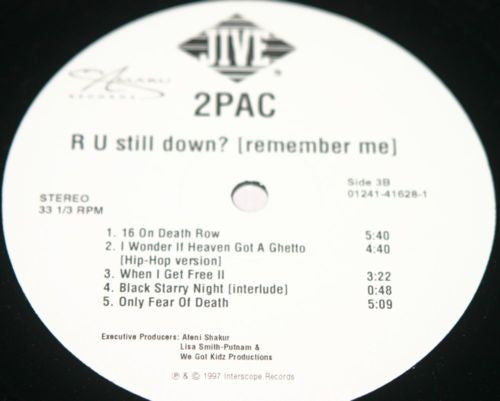 JIVE
Amaru
RECORDS
2PAC
R U still down? [remember me]
STEREO
33 1/3 RPM
Side 3B
01241-41628-1
1. 16 On Death Row 5:40
2. I Wonder If Heaven Got A Ghetto 4:40
[Hip-Hop version]
3. When I Get Free II 3:22
4. Black Starry Night [interlude] 0:48
5. Only Fear Of Death 5:09
Executive Producers: Afeni Shakur
Lisa Smith-Putnam &
We Got Kidz Productions
℗ & © 1997 Interscope Records